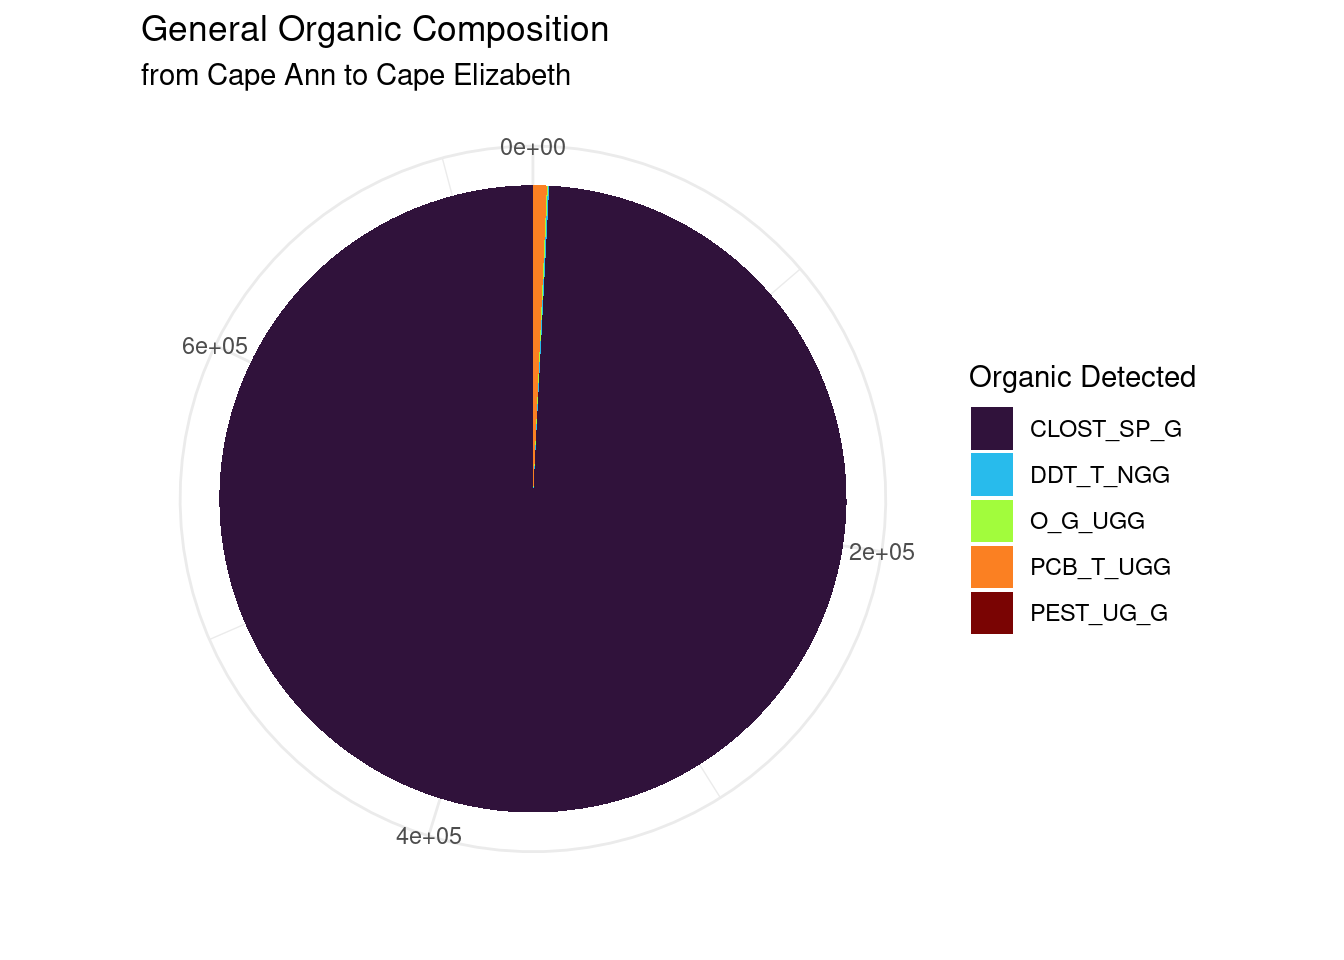 General Organic Composition
from Cape Ann to Cape Elizabeth
0e+00
6e+05
2e+05
4e+05
Organic Detected
CLOST_SP_G
DDT_T_NGG
O_G_UGG
PCB_T_UGG
PEST_UG_G